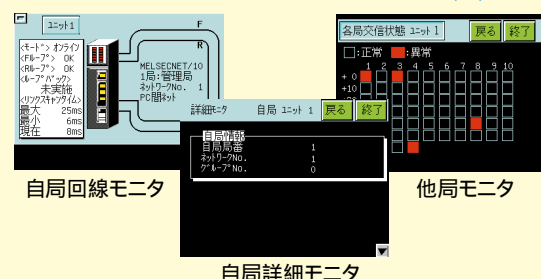 ユニット1
<モート゛> オンライン
<Fループ> OK
<Rループ> OK
<ループバック>
未実施
<リンクスキャンタイム>
最大 25ms
最小 6ms
現在 8ms
F
R
MELSECNET/10
1局:管理局
ネットワークNo. 1
PC間ネット
自局回線モニタ
各局交信状態 ユニット 1 戻る 終了
□:正常 ■:異常
1 2 3 4 5 6 7 8 9 10
+ 0
+10
他局モニタ
詳細モニタ 自局 ユニット 1 戻る 終了
自局情報
自局局番 1
ネットワークNo. 1
グループNo. 0
自局詳細モニタ